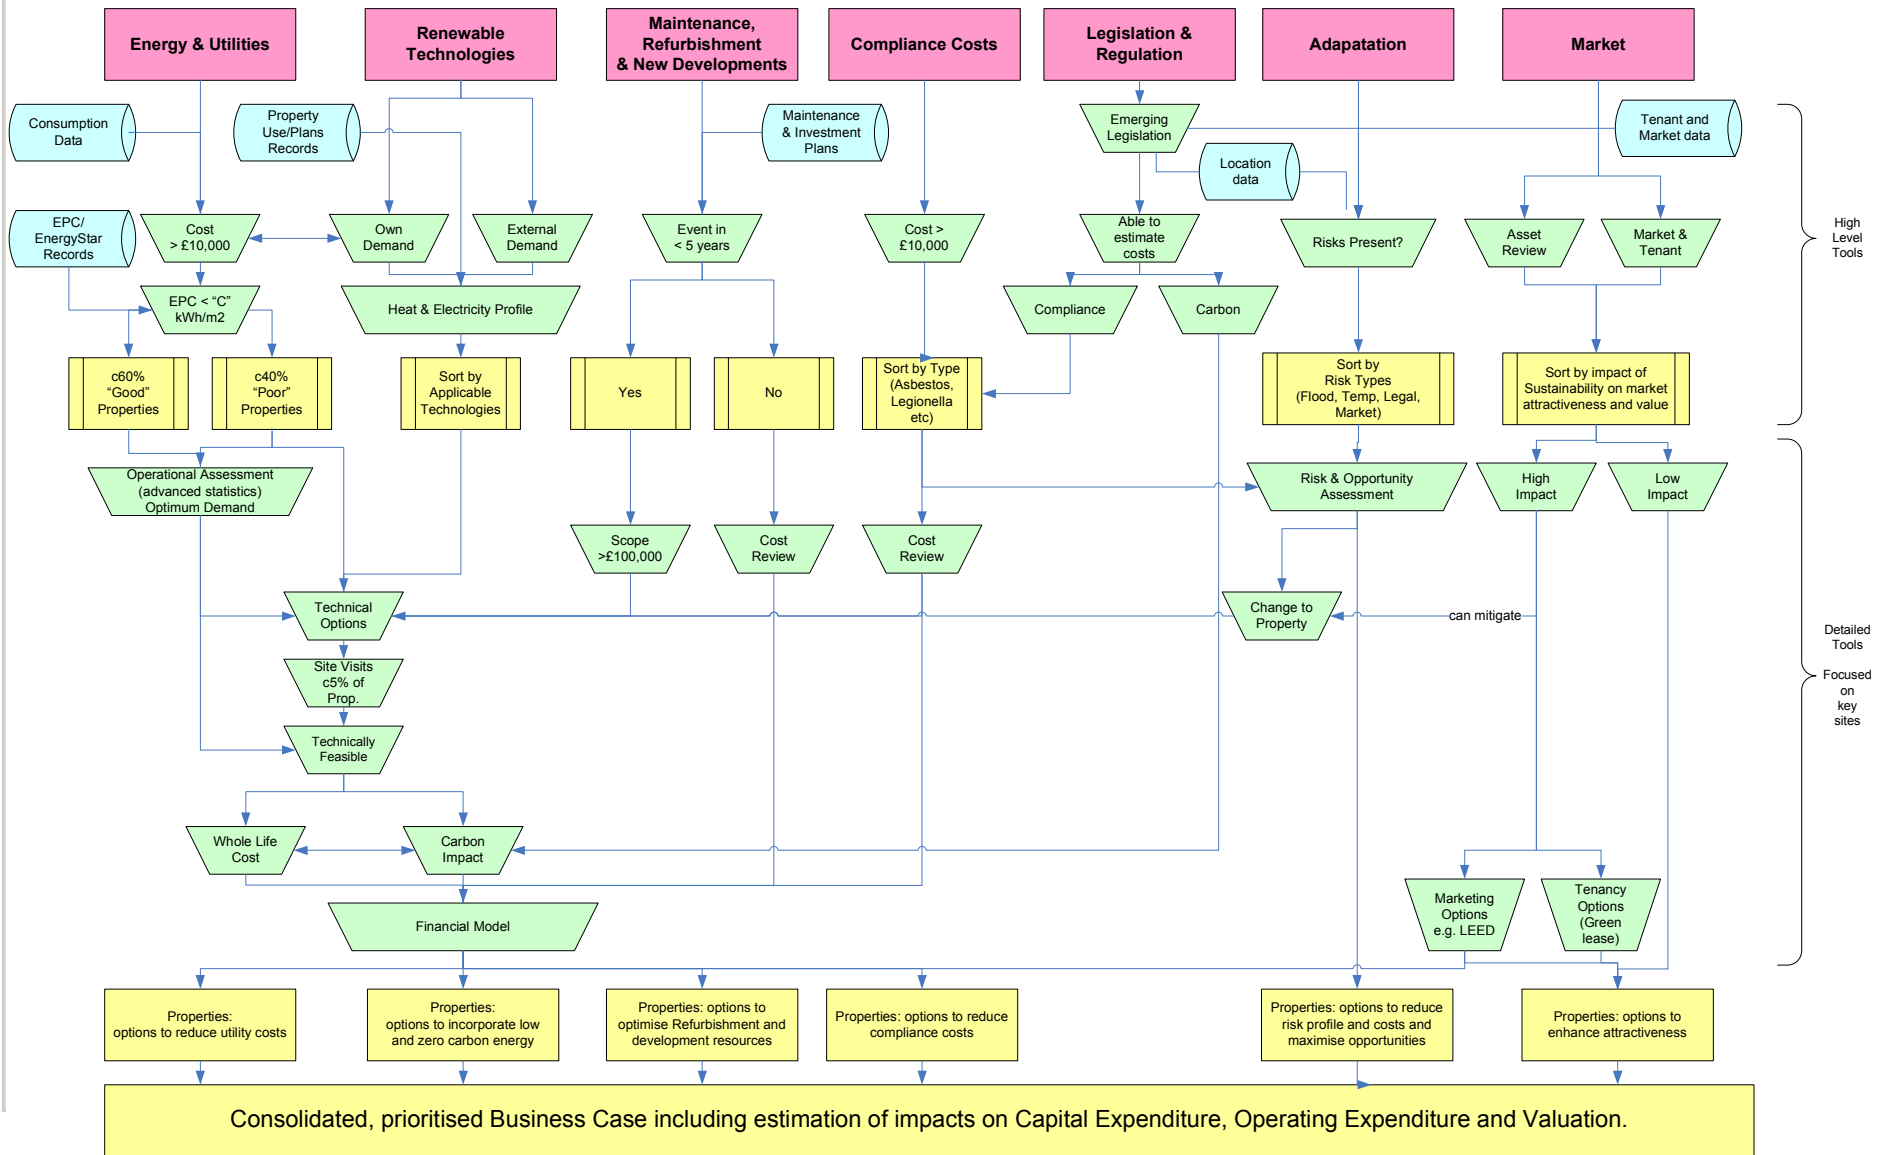 Energy & Utilities
Renewable
Technologies
Maintenance,
Refurbishment
& New Developments
Compliance Costs
Legislation &
Regulation
Adapatation
Market
Consumption
Data
Property
Use/Plans
Records
Maintenance
& Investment
Plans
Emerging
Legislation
Location
data
Tenant and
Market data
EPC/
EnergyStar
Records
Cost
> £10,000
Own
Demand
External
Demand
Event in
< 5 years
Cost >
£10,000
Able to
estimate
costs
Risks Present?
Asset
Review
Market &
Tenant
High
Level
Tools
EPC < “C”
kWh/m2
Heat & Electricity Profile
Compliance
Carbon
c60%
“Good”
Properties
c40%
“Poor”
Properties
Sort by
Applicable
Technologies
Yes
No
Sort by Type
(Asbestos,
Legionella
etc)
Sort by
Risk Types
(Flood, Temp, Legal,
Market)
Sort by impact of
Sustainability on market
attractiveness and value
Operational Assessment
(advanced statistics)
Optimum Demand
Risk & Opportunity
Assessment
High
Impact
Low
Impact
Scope
>£100,000
Cost
Review
Cost
Review
Technical
Options
Change to
Property
can mitigate
Detailed
Tools
Focused
on
key
sites
Site Visits
c5% of
Prop.
Technically
Feasible
Whole Life
Cost
Carbon
Impact
Marketing
Options
e.g. LEED
Tenancy
Options
(Green
lease)
Financial Model
Properties:
options to reduce utility costs
Properties:
options to incorporate low
and zero carbon energy
Properties: options to
optimise Refurbishment and
development resources
Properties: options to reduce
compliance costs
Properties: options to reduce
risk profile and costs and
maximise opportunities
Properties: options to
enhance attractiveness
Consolidated, prioritised Business Case including estimation of impacts on Capital Expenditure, Operating Expenditure and Valuation.